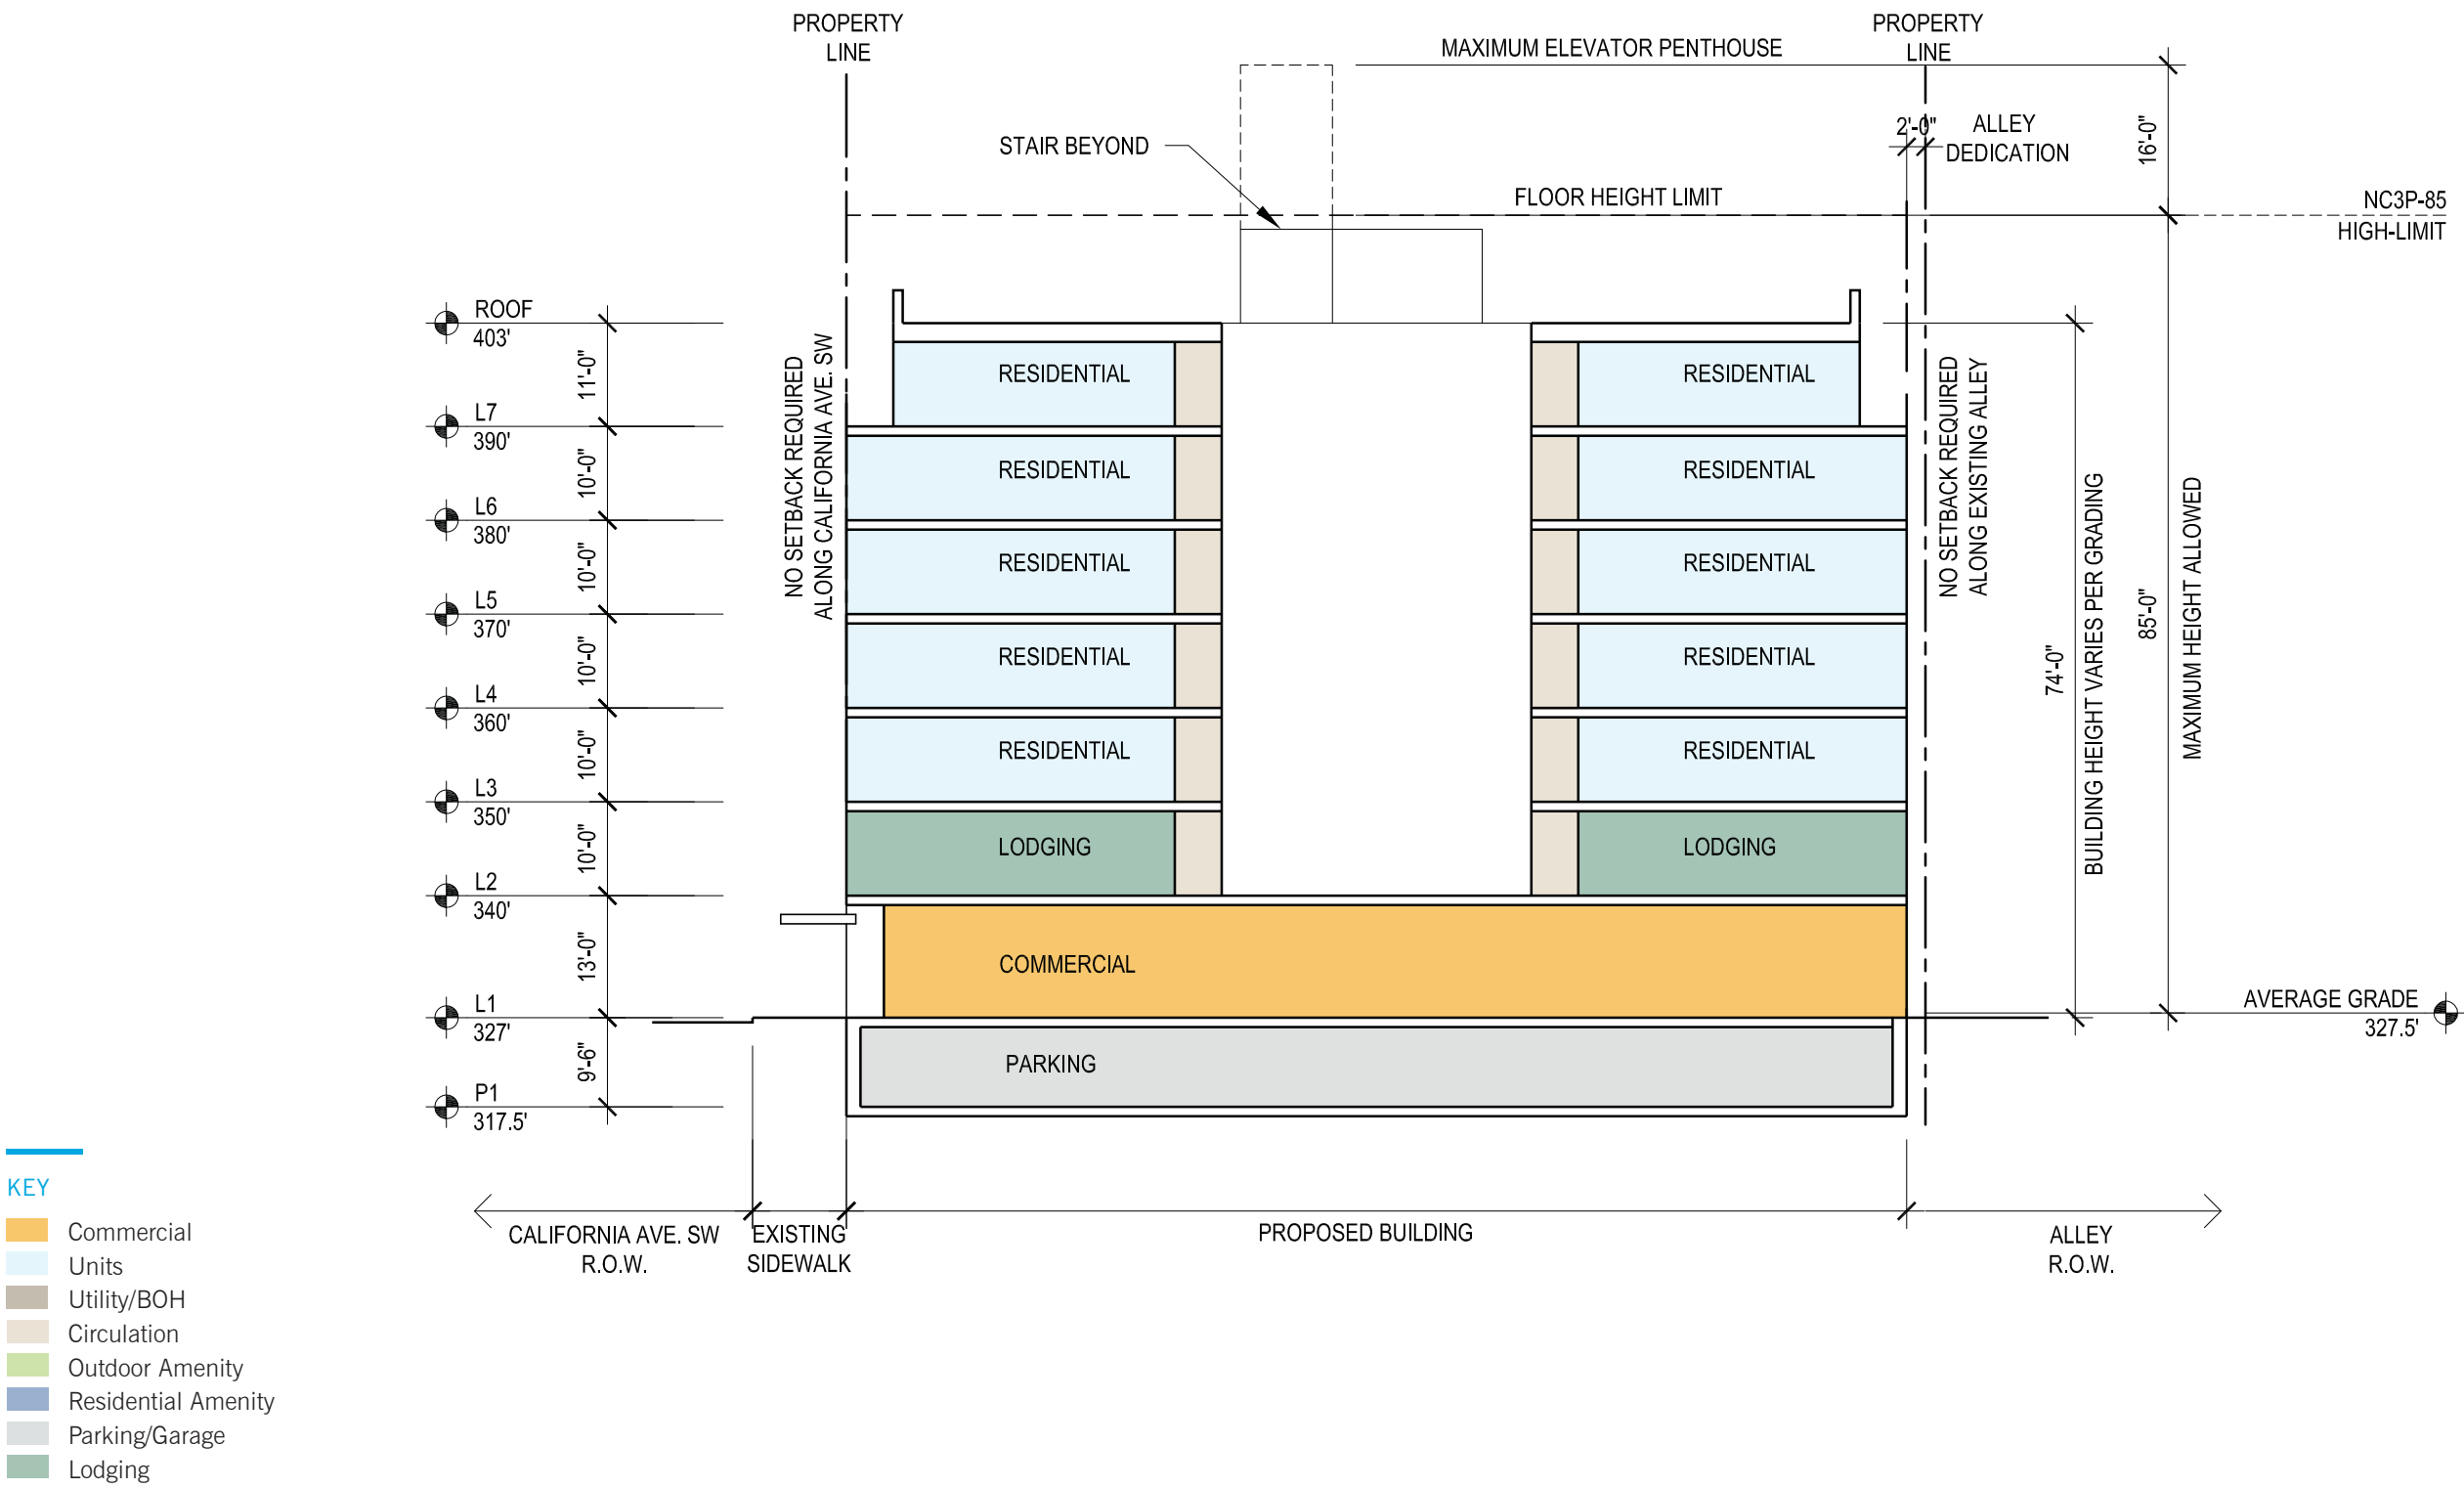 PROPERTY
LINE
PROPERTY
LINE
MAXIMUM ELEVATOR PENTHOUSE
2'-0"
ALLEY
DEDICATION
16'-0"
STAIR BEYOND
FLOOR HEIGHT LIMIT
NC3P-85
HIGH-LIMIT
ROOF
403'
11'-0"
L7
390'
10'-0"
L6
380'
10'-0"
L5
370'
10'-0"
L4
360'
10'-0"
L3
350'
10'-0"
L2
340'
13'-0"
L1
327'
9'-6"
P1
317.5'
NO SETBACK REQUIRED
ALONG CALIFORNIA AVE. SW
RESIDENTIAL
RESIDENTIAL
RESIDENTIAL
RESIDENTIAL
RESIDENTIAL
RESIDENTIAL
RESIDENTIAL
RESIDENTIAL
RESIDENTIAL
RESIDENTIAL
LODGING
LODGING
COMMERCIAL
PARKING
NO SETBACK REQUIRED
ALONG EXISTING ALLEY
74'-0"
BUILDING HEIGHT VARIES PER GRADING
85'-0"
MAXIMUM HEIGHT ALLOWED
AVERAGE GRADE
327.5'
CALIFORNIA AVE. SW
R.O.W.
EXISTING
SIDEWALK
PROPOSED BUILDING
ALLEY
R.O.W.
KEY
Commercial
Units
Utility/BOH
Circulation
Outdoor Amenity
Residential Amenity
Parking/Garage
Lodging